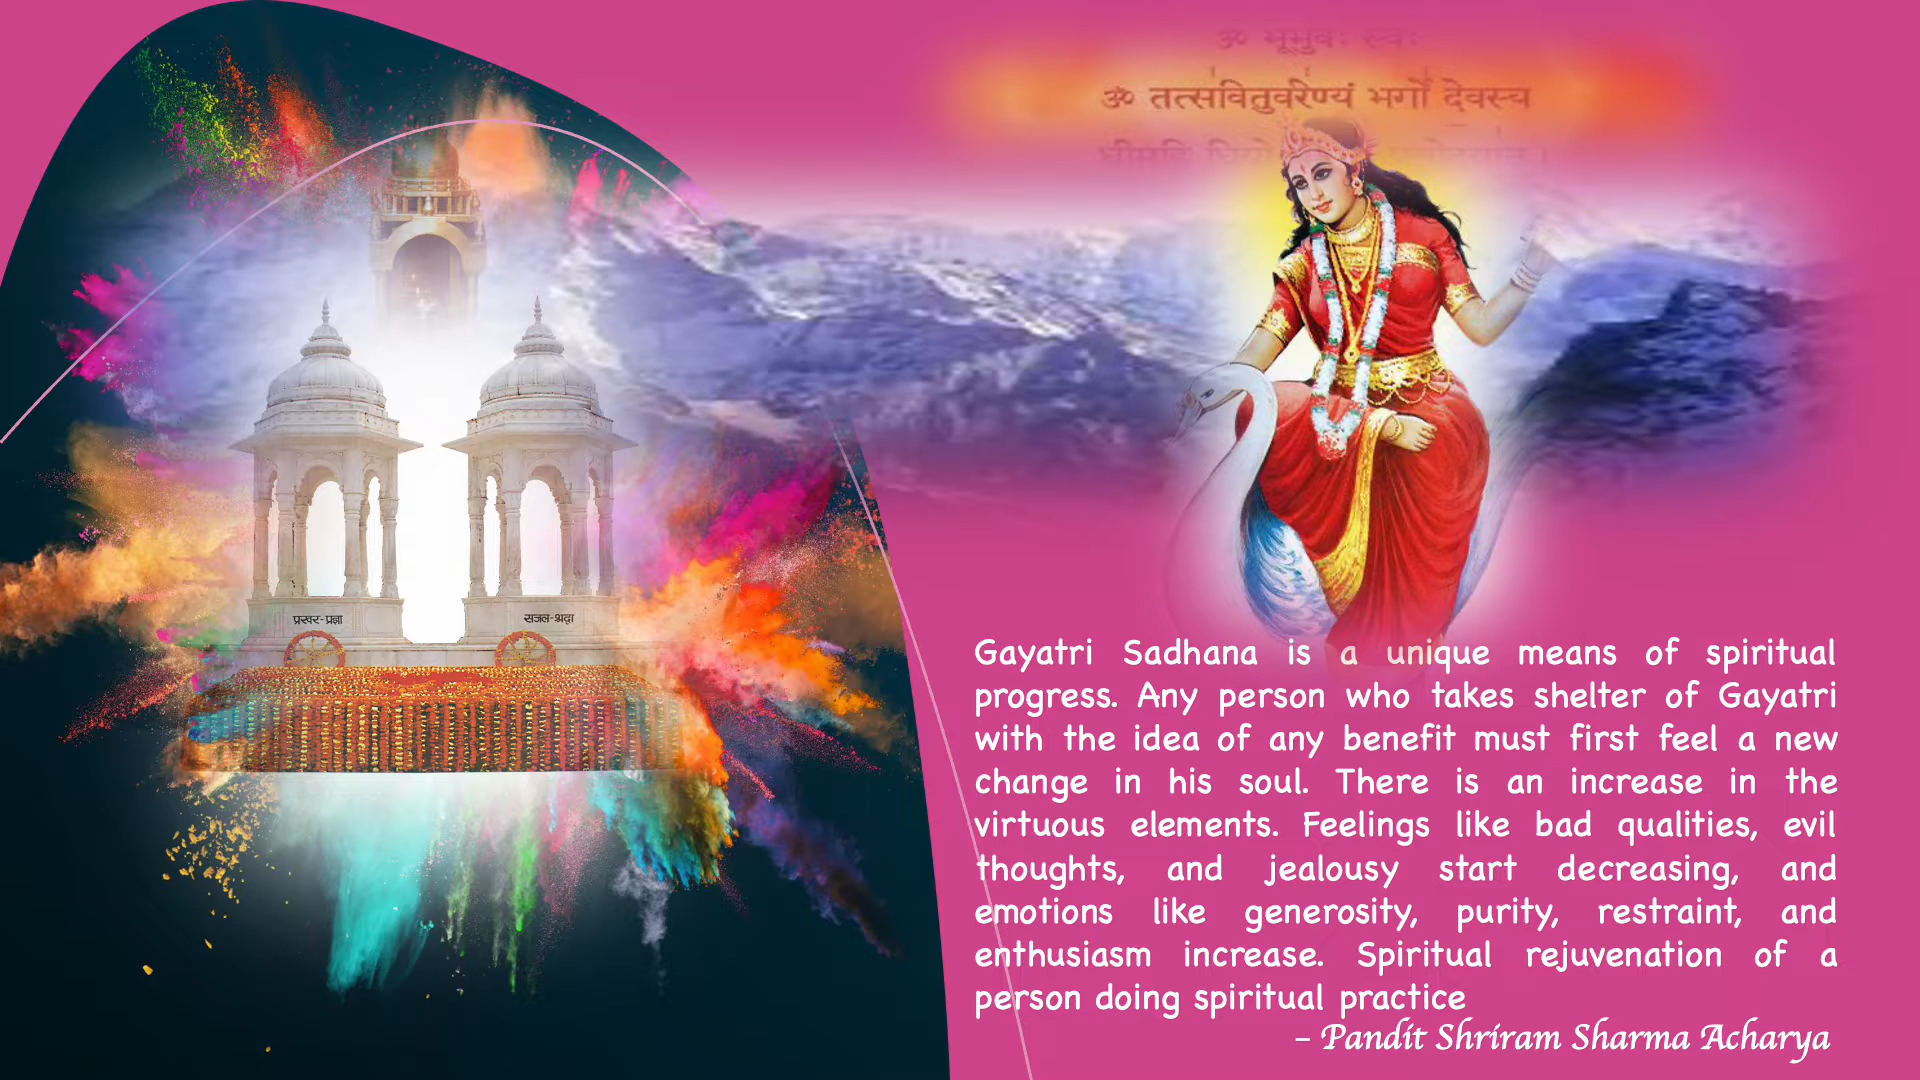 ॐ भूर्भुवः स्वः
ॐ तत्सवितुर्वरेण्यं भर्गो देवस्य
धीमहि धियो
प्रखर-प्रज्ञा
सजल-श्रद्धा
Gayatri Sadhana is a unique means of spiritual
progress. Any person who takes shelter of Gayatri
with the idea of any benefit must first feel a new
change in his soul. There is an increase in the
virtuous elements. Feelings like bad qualities, evil
thoughts, and jealousy start decreasing, and
emotions like generosity, purity, restraint, and
enthusiasm increase. Spiritual rejuvenation of a
person doing spiritual practice
– Pandit Shriram Sharma Acharya